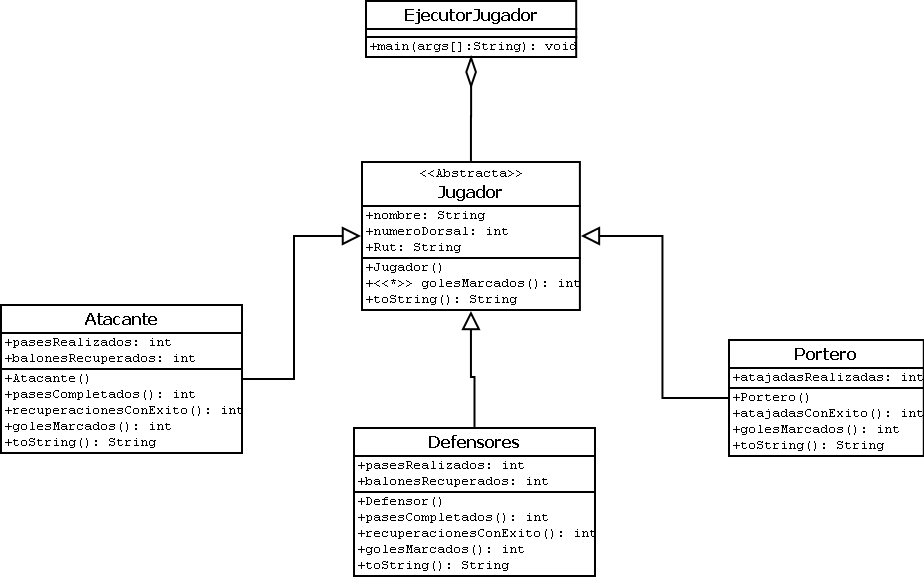 EjecutorJugador
+main(args[]:String): void
<<Abstracta>>
Jugador
+nombre: String
+numeroDorsal: int
+Rut: String
+Jugador()
+<<*>> golesMarcados(): int
+toString(): String
Atacante
+pasesRealizados: int
+balonesRecuperados: int
+Atacante()
+pasesCompletados(): int
+recuperacionesConExito(): int
+golesMarcados(): int
+toString(): String
Portero
+atajadasRealizadas: int
+Portero()
+atajadasConExito(): int
+golesMarcados(): int
+toString(): String
Defensores
+pasesRealizados: int
+balonesRecuperados: int
+Defensor()
+pasesCompletados(): int
+recuperacionesConExito(): int
+golesMarcados(): int
+toString(): String